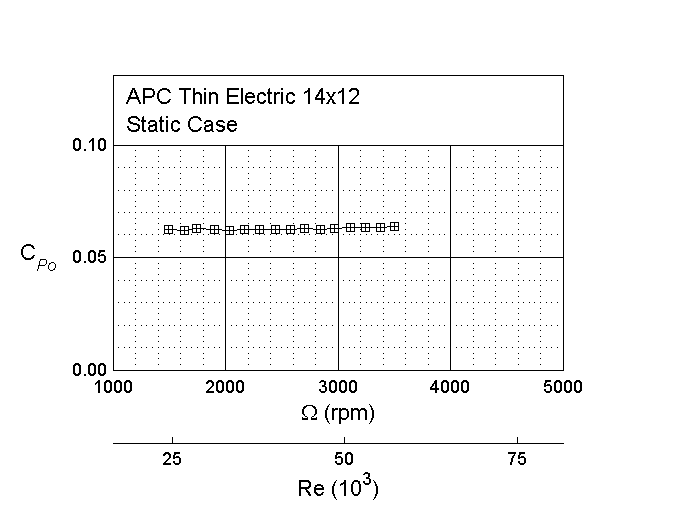 APC Thin Electric 14x12
Static Case
0.10
C_Po 0.05
0.00
1000 2000 3000 4000 5000
Ω (rpm)
25 50 75
Re (10³)